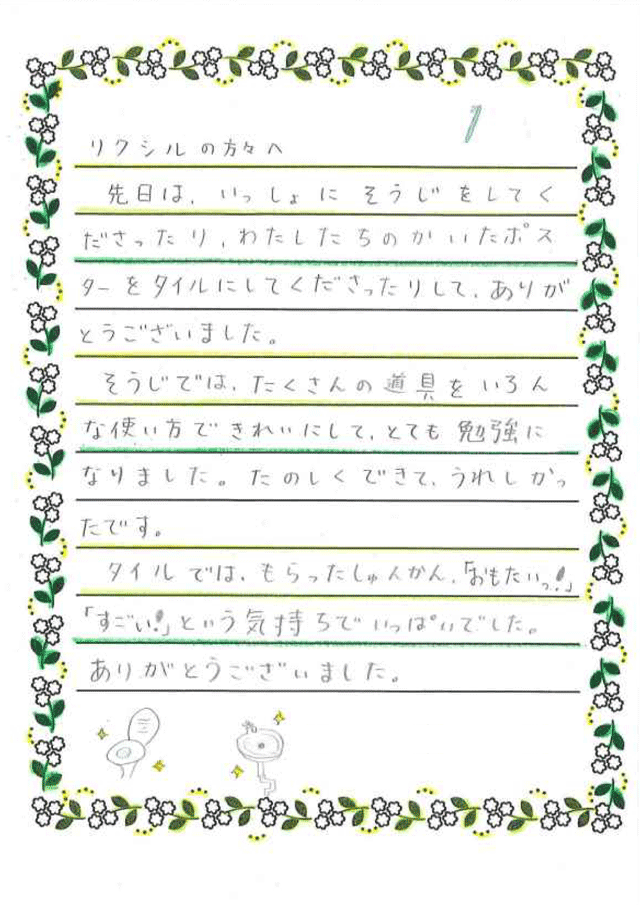 リクシルの方々へ
先日は、いっしょにそうじをしてく
ださったり、わたしたちのかいたポス
ターをタイルにしてくださったりして、ありが
とうございました。
そうじでは、たくさんの道具をいろん
な使い方できれいにして、とても勉強に
なりました。たのしくできて、うれしかっ
たです。
タイルでは、もらったしゅんかん、「おもたいっ!」
「すごい!」という気持ちでいっぱいでした。
ありがとうございました。